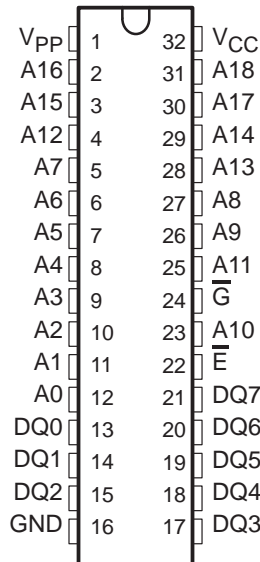 VPP 1 32 VCC
A16 2 31 A18
A15 3 30 A17
A12 4 29 A14
A7 5 28 A13
A6 6 27 A8
A5 7 26 A9
A4 8 25 A11
A3 9 24 G̅
A2 10 23 A10
A1 11 22 E̅
A0 12 21 DQ7
DQ0 13 20 DQ6
DQ1 14 19 DQ5
DQ2 15 18 DQ4
GND 16 17 DQ3